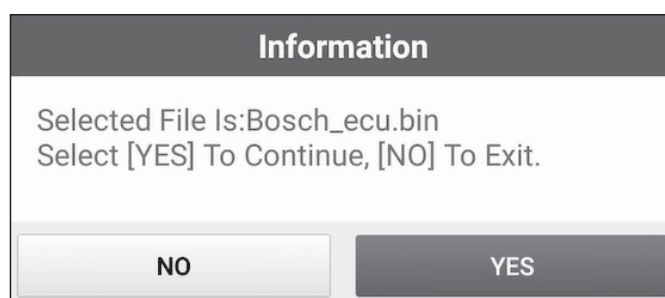 Information
Selected File Is:Bosch_ecu.bin
Select [YES] To Continue, [NO] To Exit.
NO
YES